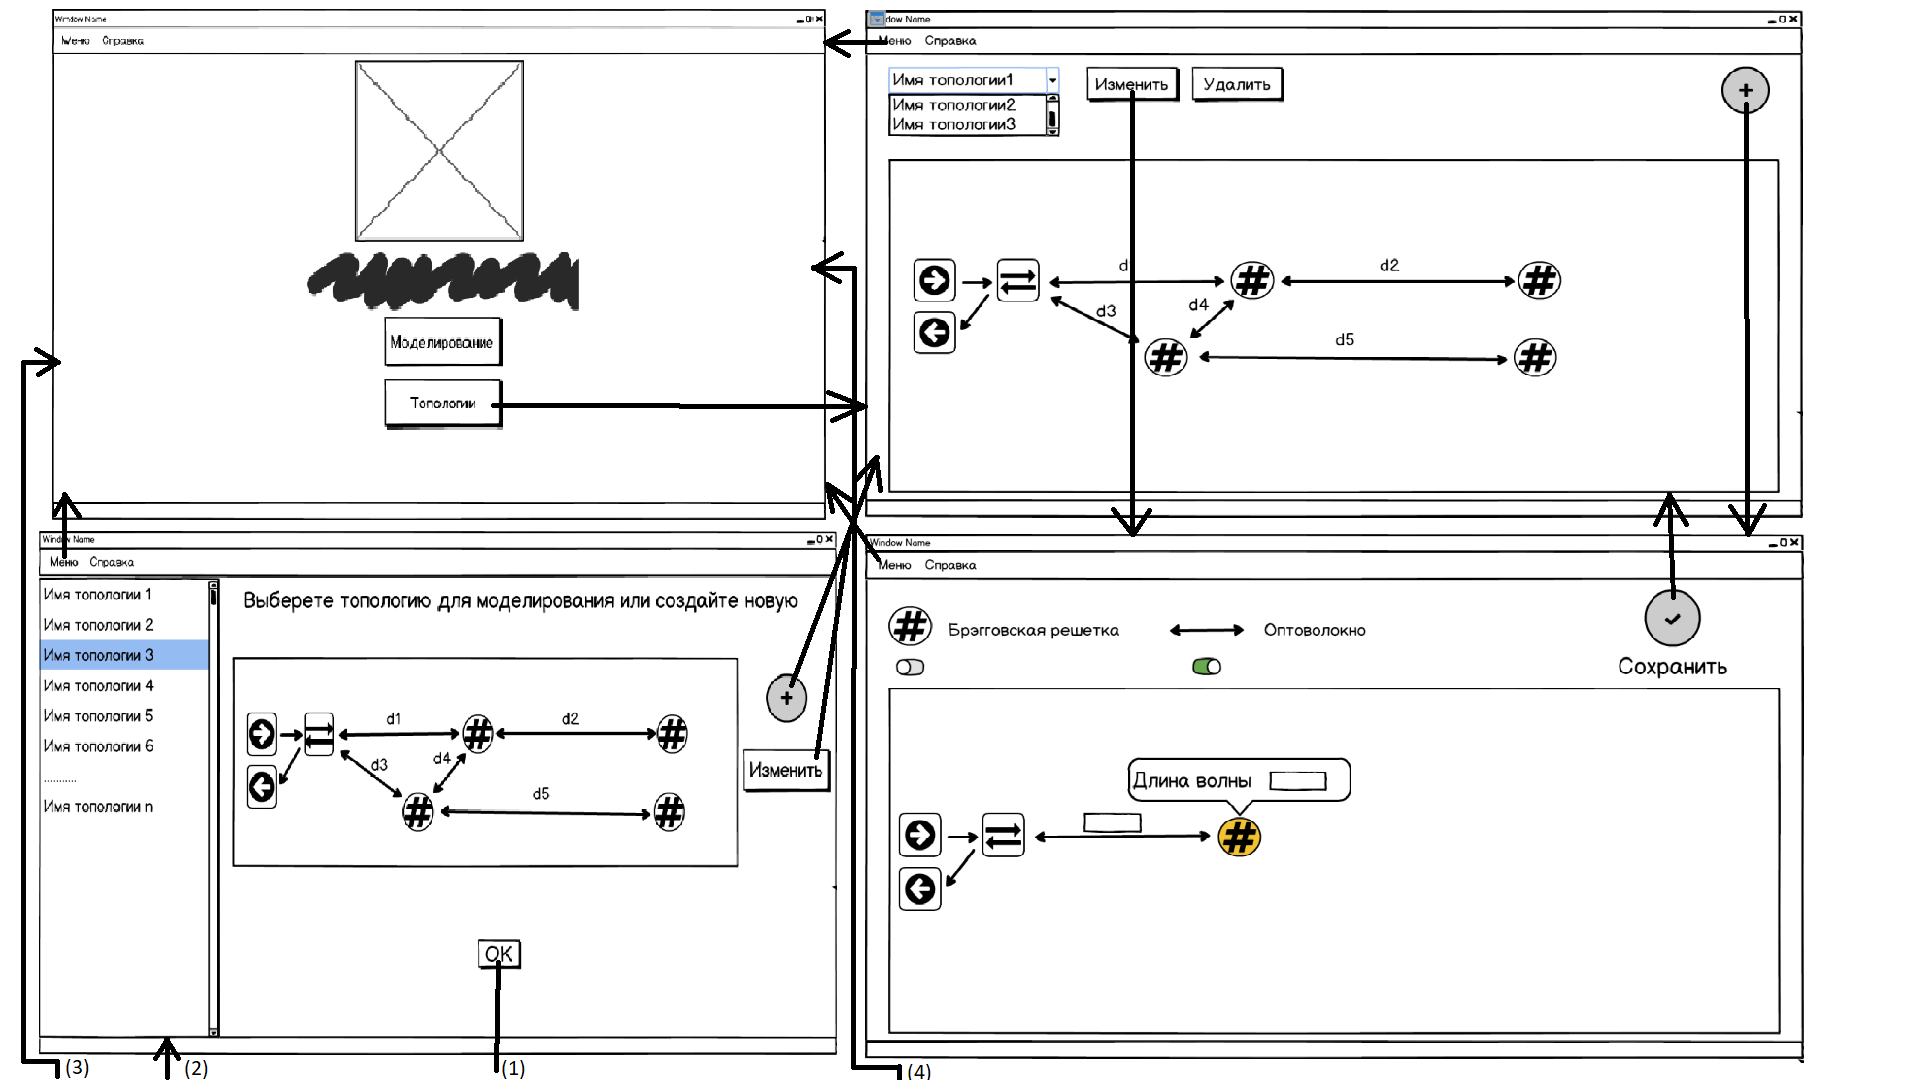 Window Name
Меню Справка
Моделирование
Топологии
dow Name
Меню Справка
Имя топологии1
Имя топологии2
Имя топологии3
Изменить
Удалить
+
d
d2
d3
d4
d5
Window Name
Меню Справка
Имя топологии 1
Имя топологии 2
Имя топологии 3
Имя топологии 4
Имя топологии 5
Имя топологии 6
...........
Имя топологии n
Выберете топологию для моделирования или создайте новую
d1
d2
d3
d4
d5
+
Изменить
OK
Window Name
Меню Справка
Брэгговская решетка
Оптоволокно
Сохранить
Длина волны
(3)
(2)
(1)
(4)